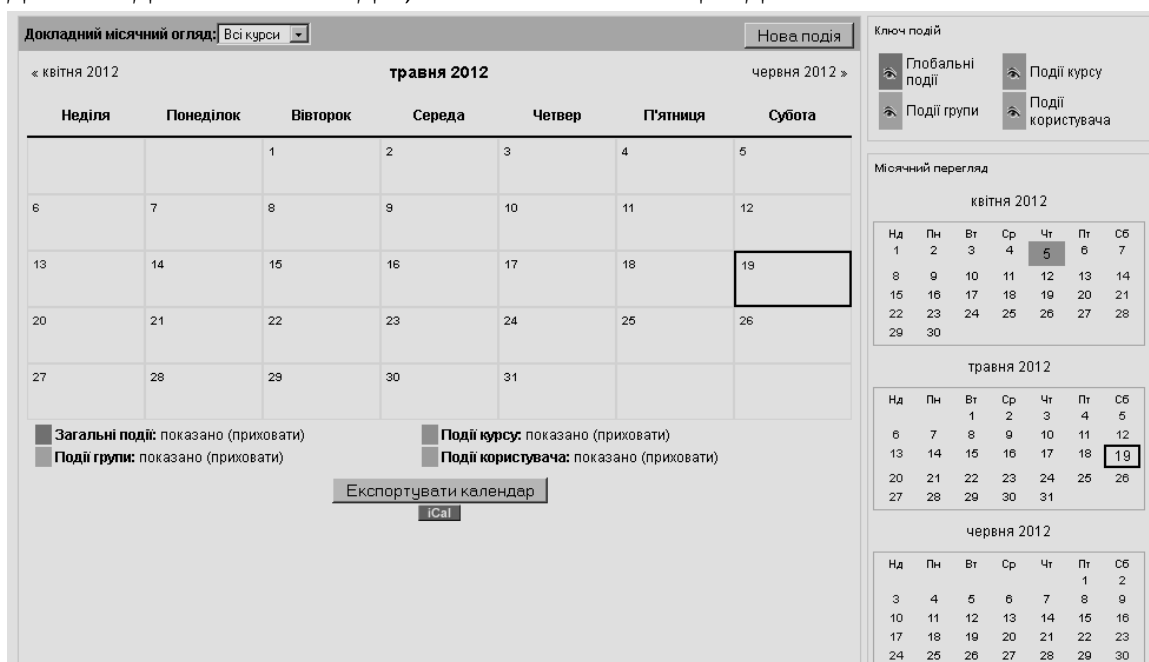 Докладний місячний огляд: Всі курси Нова подія
« квітня 2012 травня 2012 червня 2012 »
Неділя Понеділок Вівторок Середа Четвер П'ятниця Субота
1 2 3 4 5
6 7 8 9 10 11 12
13 14 15 16 17 18 19
20 21 22 23 24 25 26
27 28 29 30 31
Загальні події: показано (приховати) Події курсу: показано (приховати)
Події групи: показано (приховати) Події користувача: показано (приховати)
Експортувати календар
iCal
Ключ подій
Глобальні події Події курсу
Події групи Події користувача
Місячний перегляд
квітня 2012
Нд Пн Вт Ср Чт Пт Сб
1 2 3 4 5 6 7
8 9 10 11 12 13 14
15 16 17 18 19 20 21
22 23 24 25 26 27 28
29 30
травня 2012
Нд Пн Вт Ср Чт Пт Сб
1 2 3 4 5
6 7 8 9 10 11 12
13 14 15 16 17 18 19
20 21 22 23 24 25 26
27 28 29 30 31
червня 2012
Нд Пн Вт Ср Чт Пт Сб
1 2
3 4 5 6 7 8 9
10 11 12 13 14 15 16
17 18 19 20 21 22 23
24 25 26 27 28 29 30